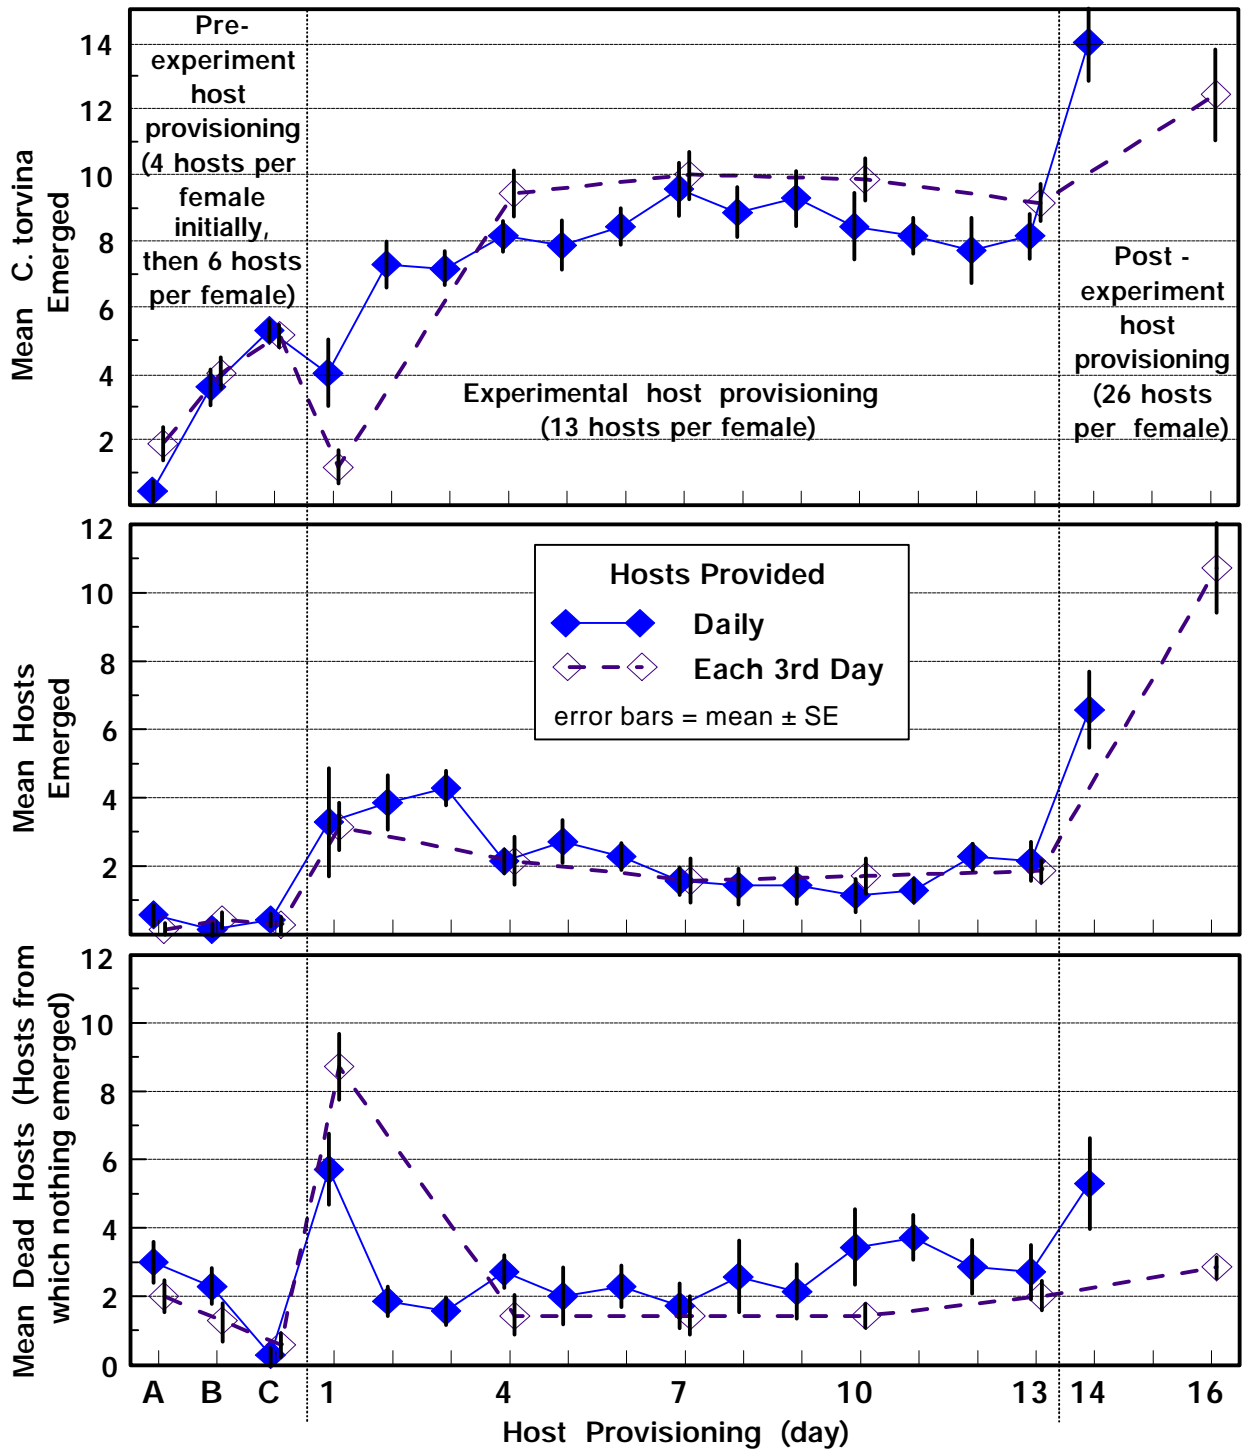 Mean C. torvina
Emerged
14
12
10
8
6
4
2
Pre-
experiment
host
provisioning
(4 hosts per
female
initially,
then 6 hosts
per female)
Experimental host provisioning
(13 hosts per female)
Post -
experiment
host
provisioning
(26 hosts
per female)
Mean Hosts
Emerged
12
10
8
6
4
2
Hosts Provided
Daily
Each 3rd Day
error bars = mean ± SE
Mean Dead Hosts (Hosts from
which nothing emerged)
12
10
8
6
4
2
0
A B C 1 4 7 10 13 14 16
Host Provisioning (day)